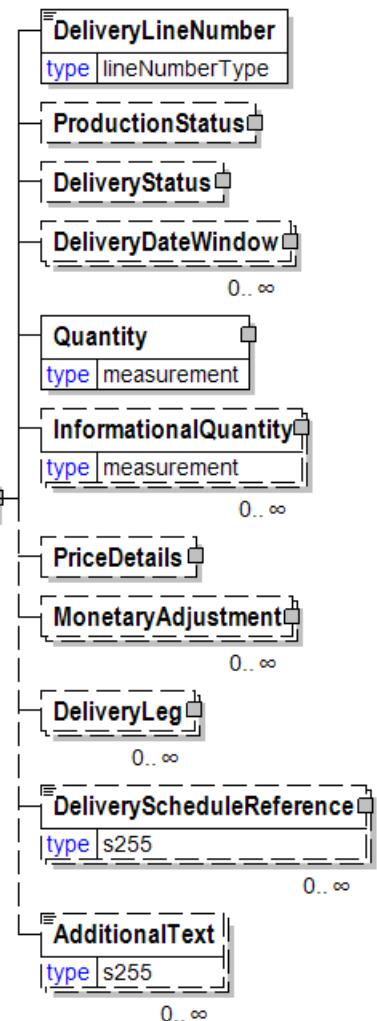 DeliveryLineNumber
type lineNumberType
ProductionStatus
DeliveryStatus
DeliveryDateWindow
0.. ∞
Quantity
type measurement
InformationalQuantity
type measurement
0.. ∞
PriceDetails
MonetaryAdjustment
0.. ∞
DeliveryLeg
0.. ∞
DeliveryScheduleReference
type s255
0.. ∞
AdditionalText
type s255
0.. ∞